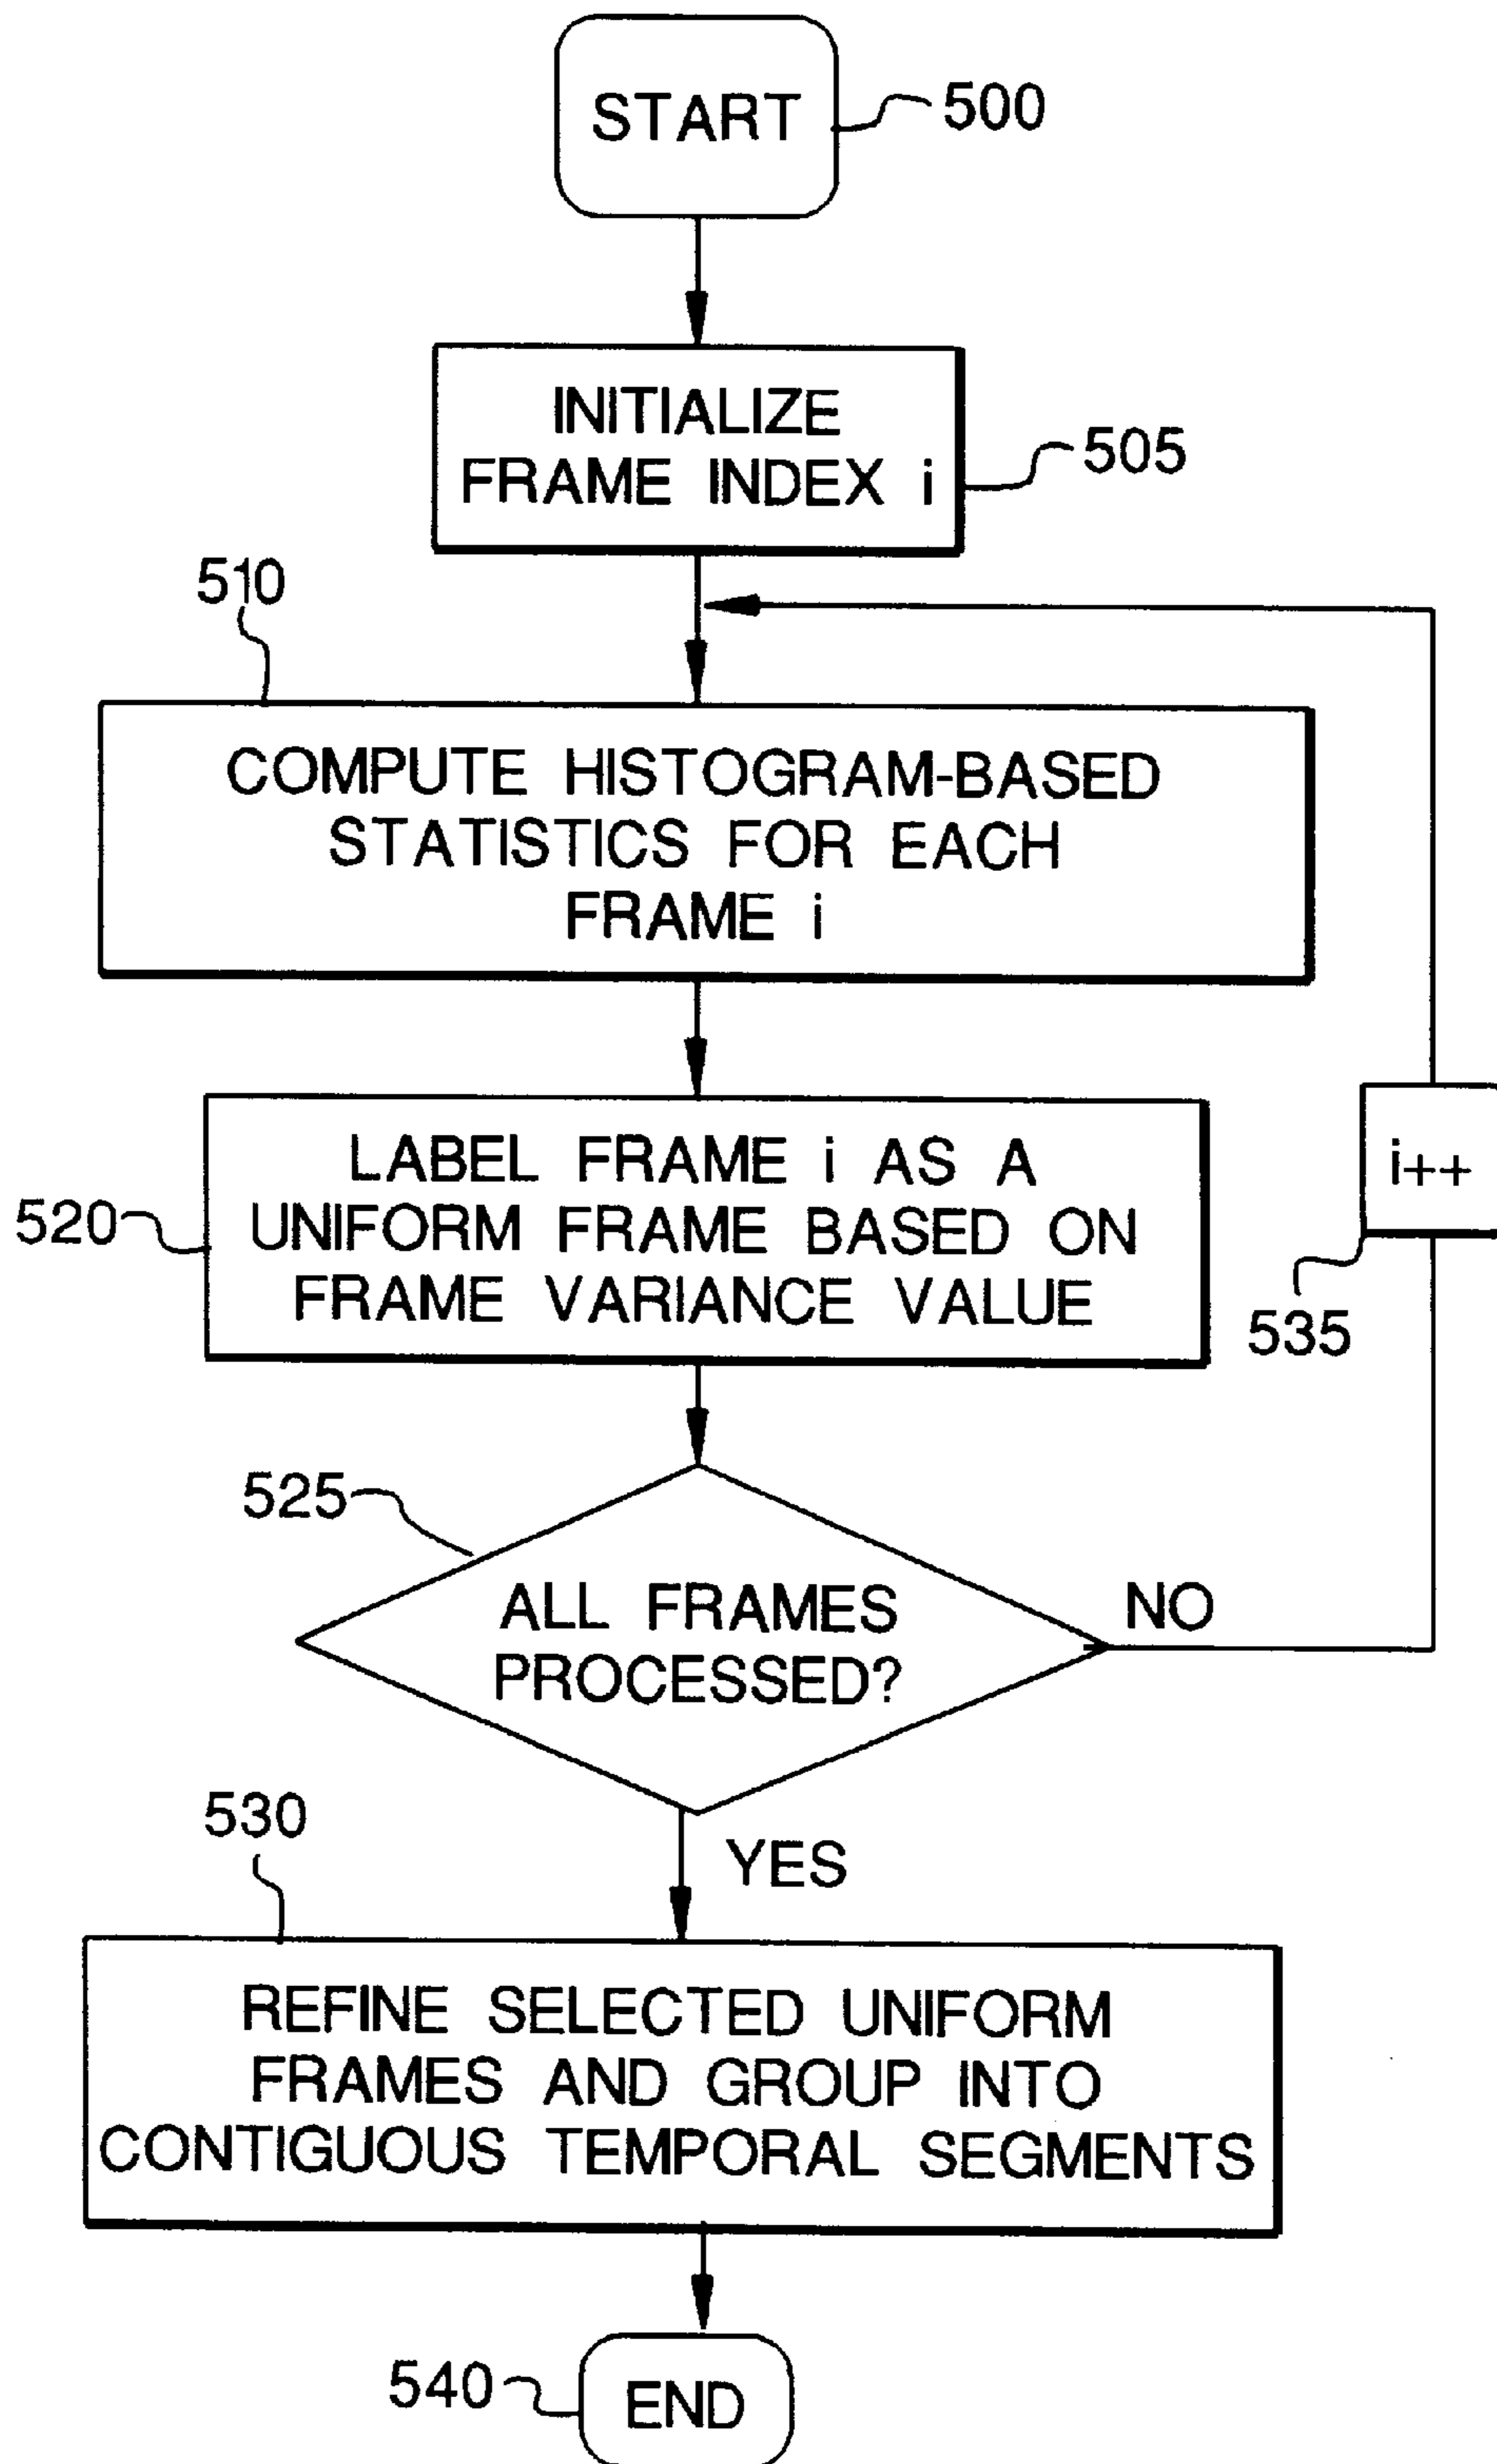 START
500
INITIALIZE
FRAME INDEX i
505
510
COMPUTE HISTOGRAM-BASED
STATISTICS FOR EACH
FRAME i
LABEL FRAME i AS A
UNIFORM FRAME BASED ON
FRAME VARIANCE VALUE
520
i++
535
525
ALL FRAMES
PROCESSED?
NO
YES
530
REFINE SELECTED UNIFORM
FRAMES AND GROUP INTO
CONTIGUOUS TEMPORAL SEGMENTS
540
END